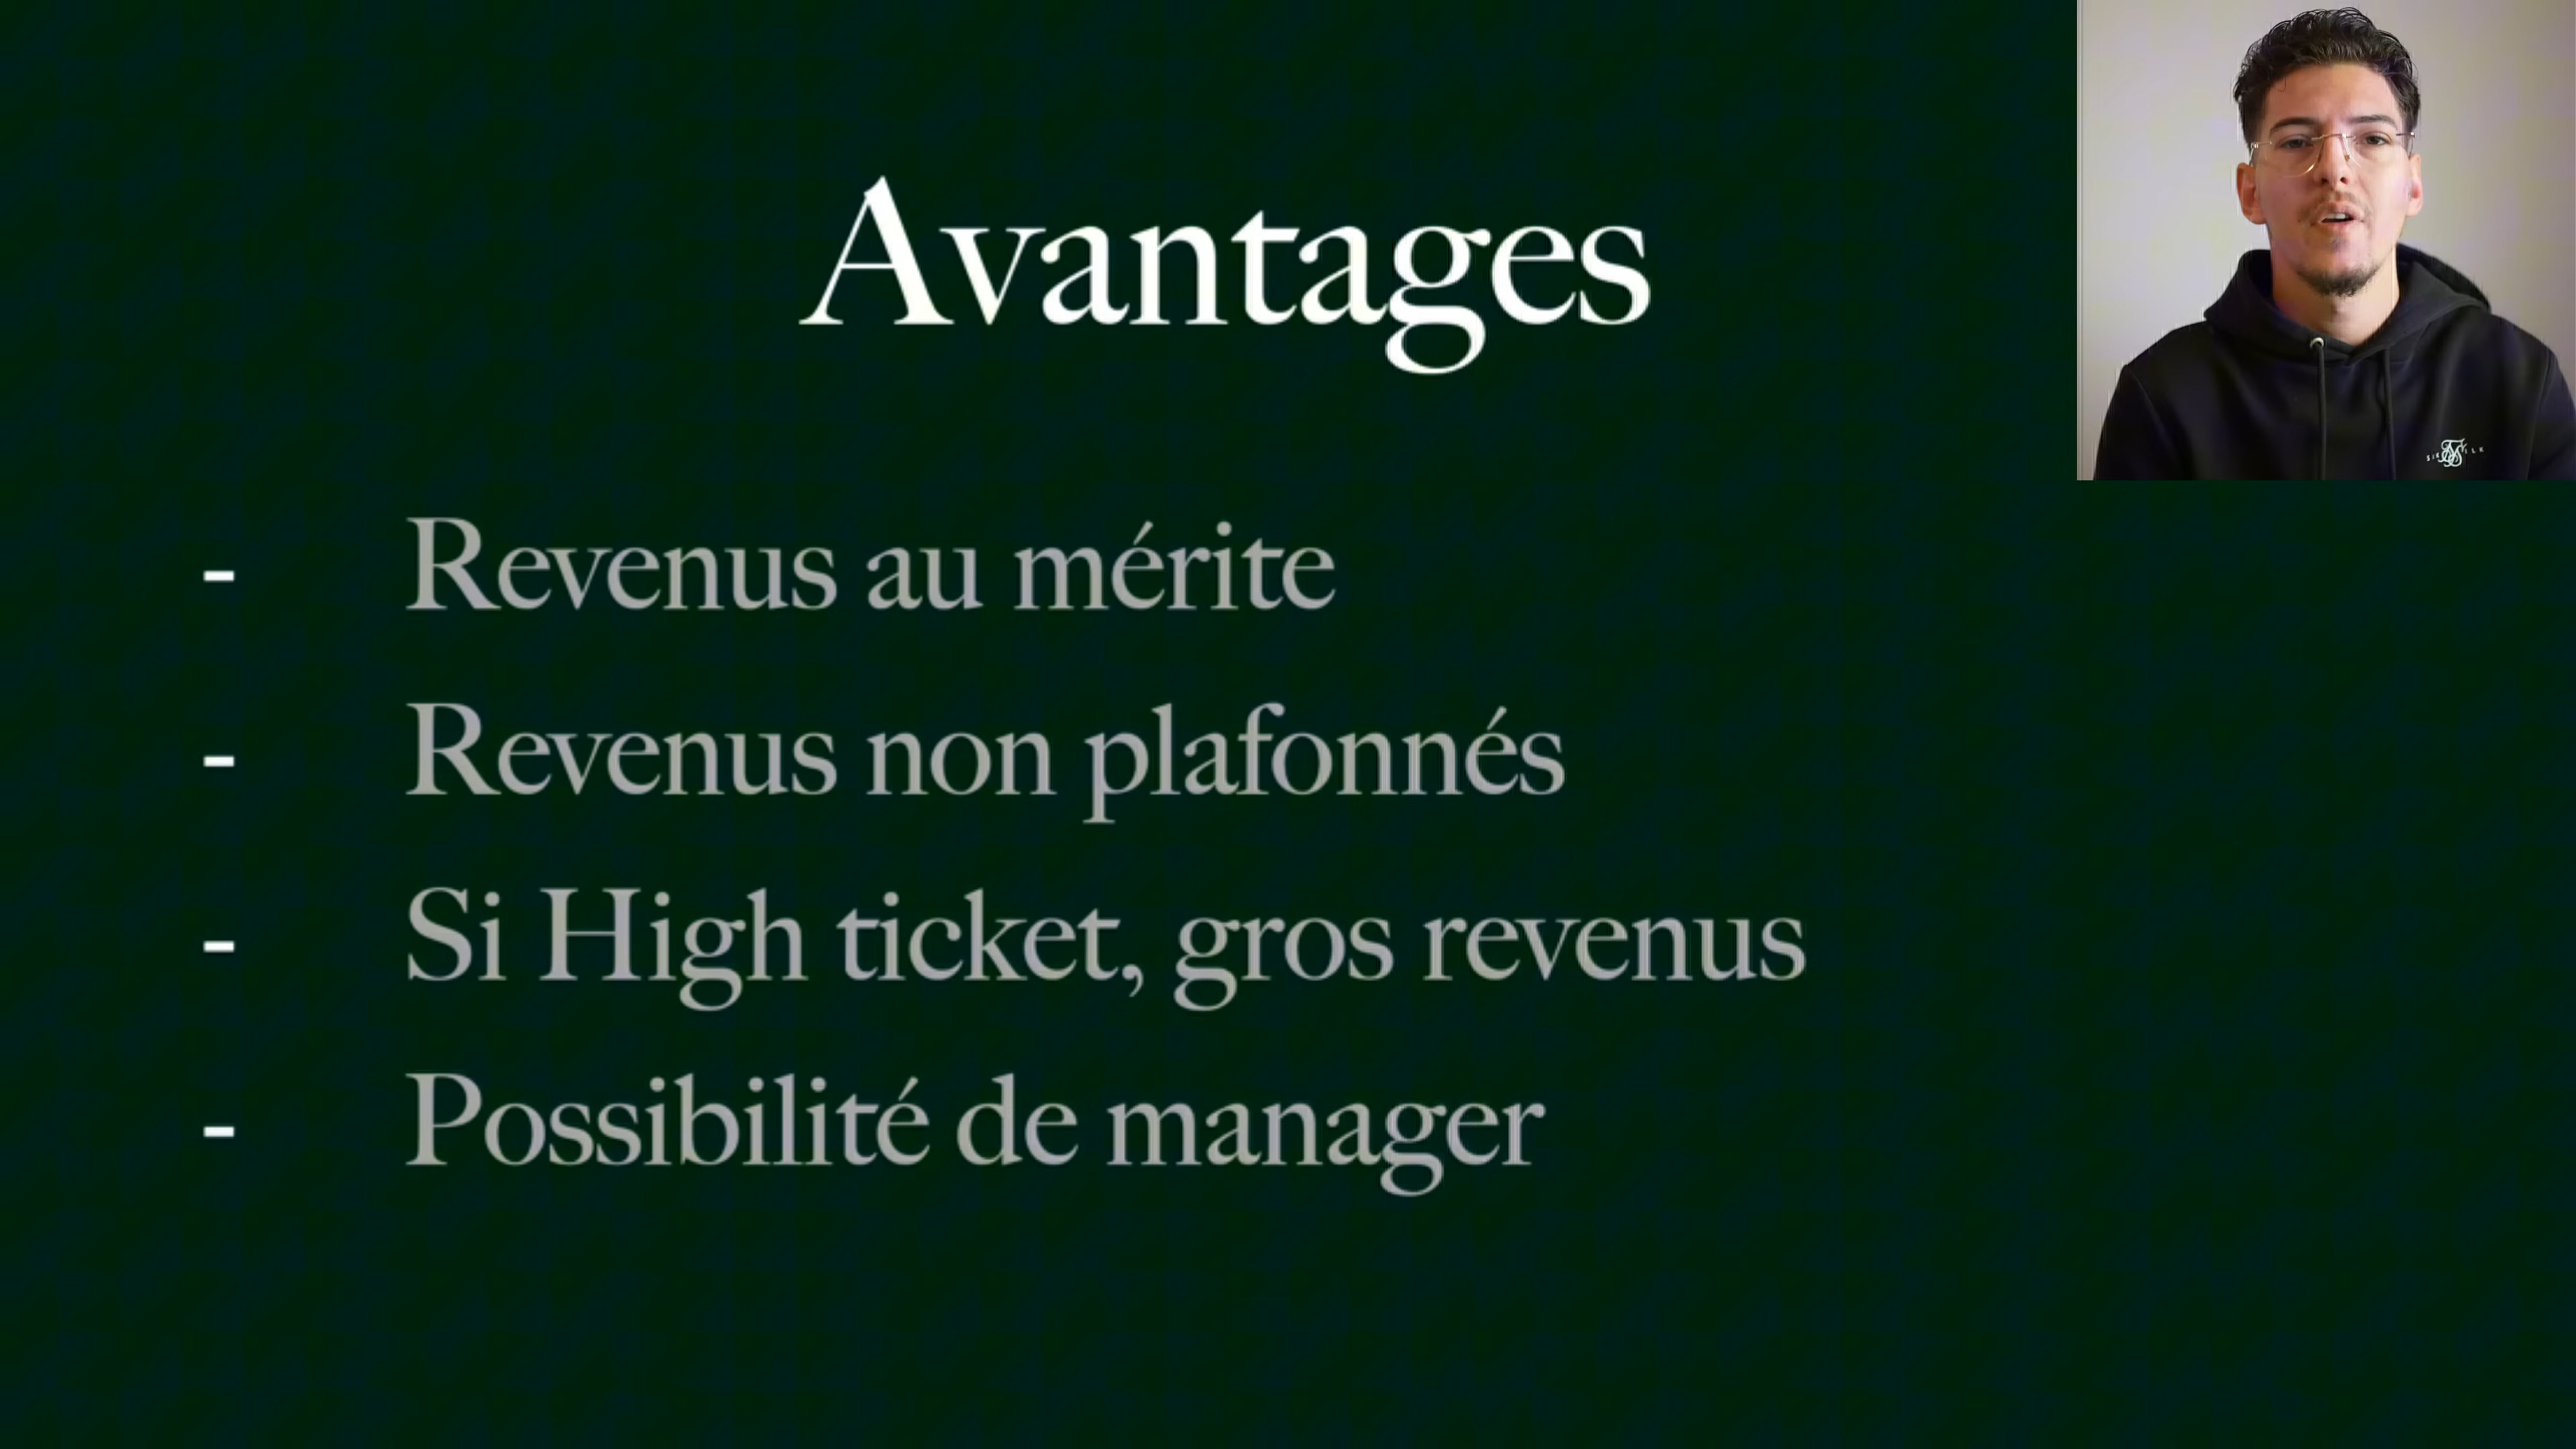 Avantages
- Revenus au mérite
- Revenus non plafonnés
- Si High ticket, gros revenus
- Possibilité de manager